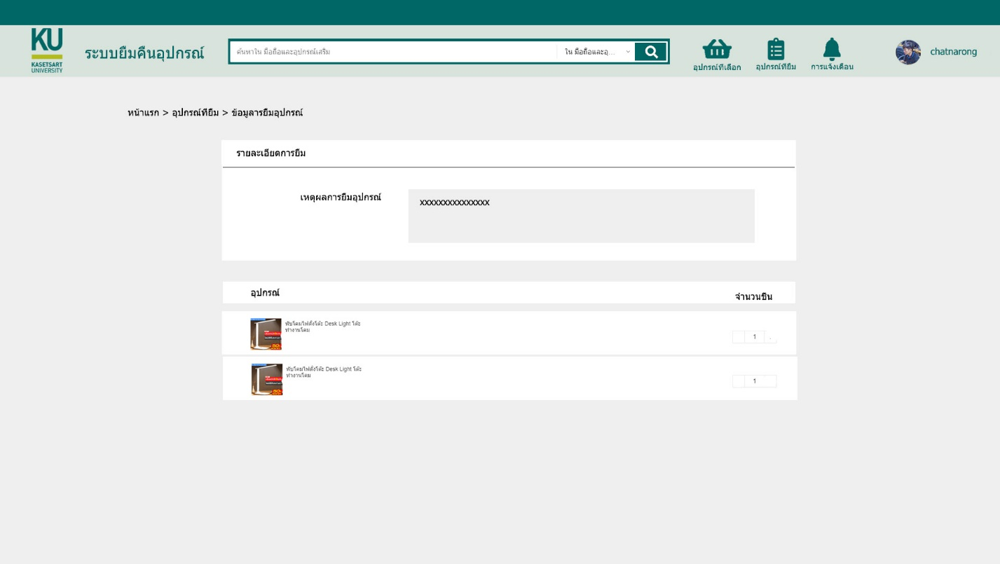 KU
KASETSART
UNIVERSITY
ระบบยืมคืนอุปกรณ์
ค้นหาใน มือถือและอุปกรณ์เสริม
ใน มือถือและอุ...
อุปกรณ์ที่เลือก
อุปกรณ์ที่ยืม
การแจ้งเตือน
chatnarong
หน้าแรก > อุปกรณ์ที่ยืม > ข้อมูลารยืมอุปกรณ์
รายละเอียดการยืม
เหตุผลการยืมอุปกรณ์
xxxxxxxxxxxxxxx
อุปกรณ์
จำนวนชิ้น
พับโคมไฟตั้งโต๊ะ Desk Light โต๊ะ
ทำงานโคม
1
พับโคมไฟตั้งโต๊ะ Desk Light โต๊ะ
ทำงานโคม
1